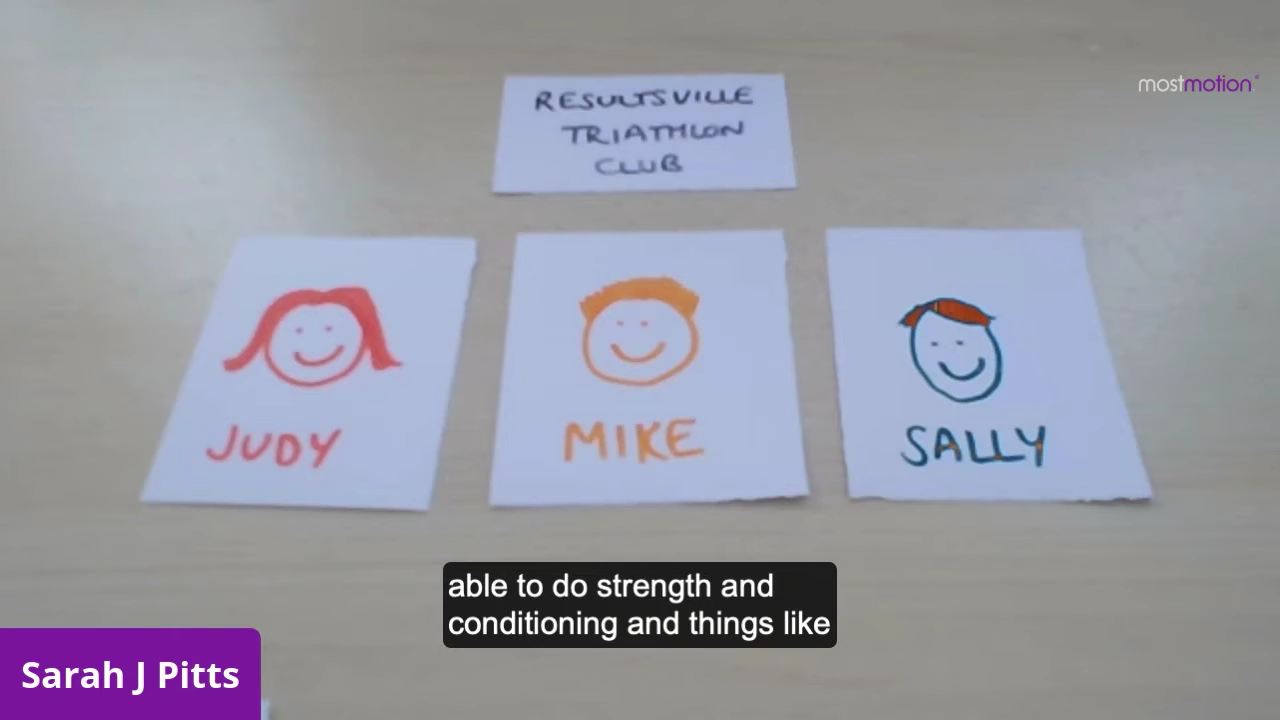 mostmotion
RESULTSVILLE
TRIATHLON
CLUB
JUDY
MIKE
SALLY
able to do strength and
conditioning and things like
Sarah J Pitts